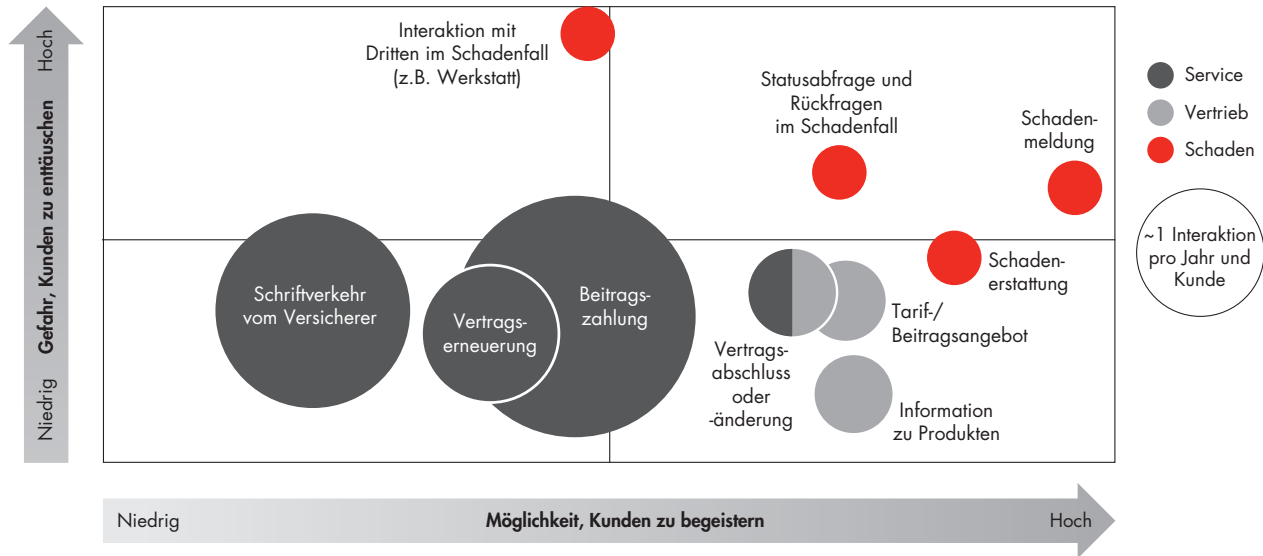 Hoch
Gefahr, Kunden zu enttäuschen
Niedrig
Interaktion mit
Dritten im Schadenfall
(z.B. Werkstatt)
Statusabfrage und
Rückfragen
im Schadenfall
Schaden-
meldung
Schriftverkehr
vom Versicherer
Vertrags-
erneuerung
Beitrags-
zahlung
Vertrags-
abschluss
oder
-änderung
Schaden-
erstattung
Tarif-/
Beitragsangebot
Information
zu Produkten
Service
Vertrieb
Schaden
~1 Interaktion
pro Jahr und
Kunde
Niedrig
Möglichkeit, Kunden zu begeistern
Hoch